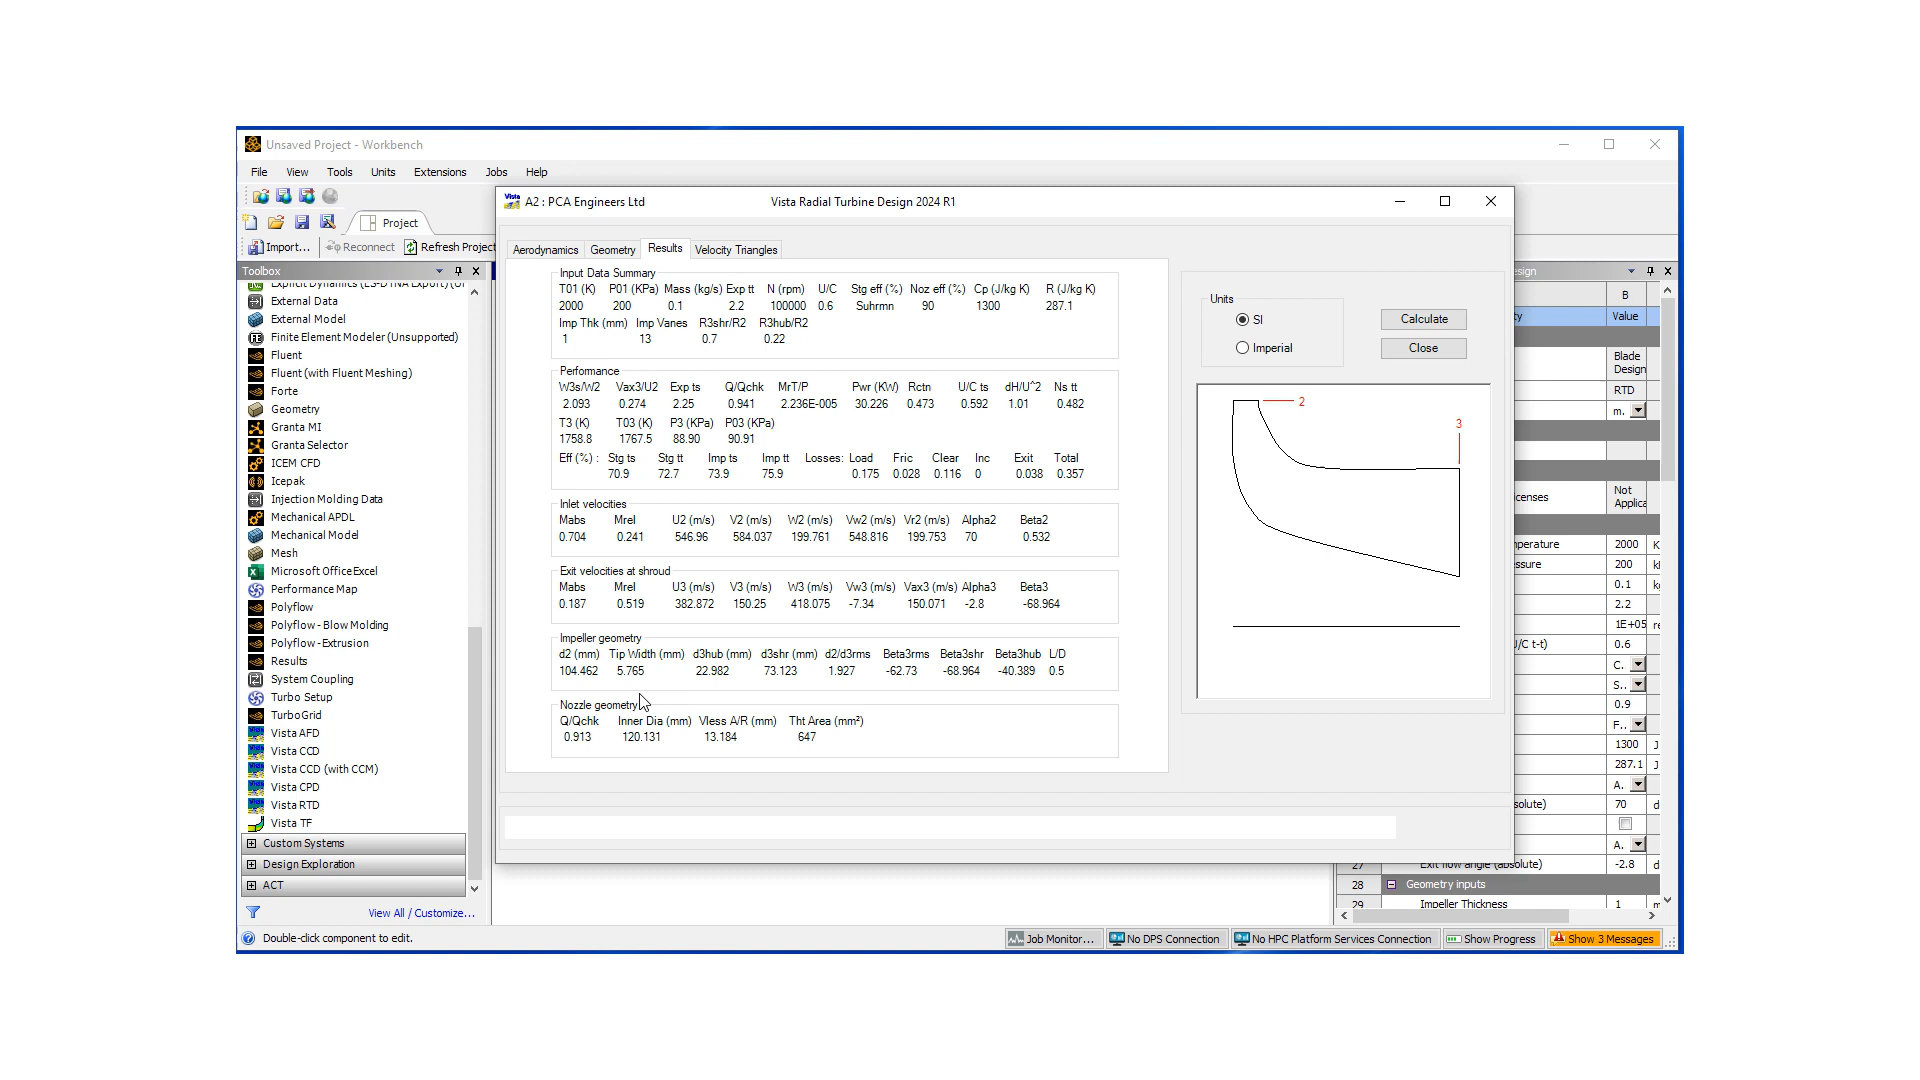 Unsaved Project - Workbench
File View Tools Units Extensions Jobs Help
Project
Import... Reconnect Refresh Project
Toolbox
External Data
External Model
Finite Element Modeler (Unsupported)
Fluent
Fluent (with Fluent Meshing)
Forte
Geometry
Granta MI
Granta Selector
ICEM CFD
Icepak
Injection Molding Data
Mechanical APDL
Mechanical Model
Mesh
Microsoft Office Excel
Performance Map
Polyflow
Polyflow - Blow Molding
Polyflow - Extrusion
Results
System Coupling
Turbo Setup
TurboGrid
Vista AFD
Vista CCD
Vista CCD (with CCM)
Vista CPD
Vista RTD
Vista TF
Custom Systems
Design Exploration
ACT
View All / Customize...
A2 : PCA Engineers Ltd Vista Radial Turbine Design 2024 R1
Aerodynamics Geometry Results Velocity Triangles
Input Data Summary
T01 (K) P01 (KPa) Mass (kg/s) Exp tt N (rpm) U/C Stg eff (%) Noz eff (%) Cp (J/kg K) R (J/kg K)
2000 200 0.1 2.2 100000 0.6 Suhrmn 90 1300 287.1
Imp Thk (mm) Imp Vanes R3shr/R2 R3hub/R2
1 13 0.7 0.22
Performance
W3s/W2 Vax3/U2 Exp ts Q/Qchk MrT/P Pwr (KW) Rctn U/C ts dH/U^2 Ns tt
2.093 0.274 2.25 0.941 2.236E-005 30.226 0.473 0.592 1.01 0.482
T3 (K) T03 (K) P3 (KPa) P03 (KPa)
1758.8 1767.5 88.90 90.91
Eff (%) : Stg ts Stg tt Imp ts Imp tt Losses: Load Fric Clear Inc Exit Total
70.9 72.7 73.9 75.9 0.175 0.028 0.116 0 0.038 0.357
Inlet velocities
Mabs Mrel U2 (m/s) V2 (m/s) W2 (m/s) Vw2 (m/s) Vr2 (m/s) Alpha2 Beta2
0.704 0.241 546.96 584.037 199.761 548.816 199.753 70 0.532
Exit velocities at shroud
Mabs Mrel U3 (m/s) V3 (m/s) W3 (m/s) Vw3 (m/s) Vax3 (m/s) Alpha3 Beta3
0.187 0.519 382.872 150.25 418.075 -7.34 150.071 -2.8 -68.964
Impeller geometry
d2 (mm) Tip Width (mm) d3hub (mm) d3shr (mm) d2/d3rms Beta3rms Beta3shr Beta3hub L/D
104.462 5.765 22.982 73.123 1.927 -62.73 -68.964 -40.389 0.5
Nozzle geometry
Q/Qchk Inner Dia (mm) Vless A/R (mm) Tht Area (mm²)
0.913 120.131 13.184 647
Units
SI
Imperial
Calculate
Close
2
3
esign
B
ty Value
Blade
Design
RTD
m.
icenses Not
Applica
mperature 2000 K
ssure 200 k
0.1 k
2.2
1E+05 re
U/C t-t) 0.6
C.
S..
0.9
F..
1300 J
287.1 J
A.
solute) 70 d
A.
27 Exit flow angle (absolute) -2.8 d
28 Geometry inputs
29 Impeller Thickness 1 m
Double-click component to edit.
Job Monitor... No DPS Connection No HPC Platform Services Connection Show Progress Show 3 Messages